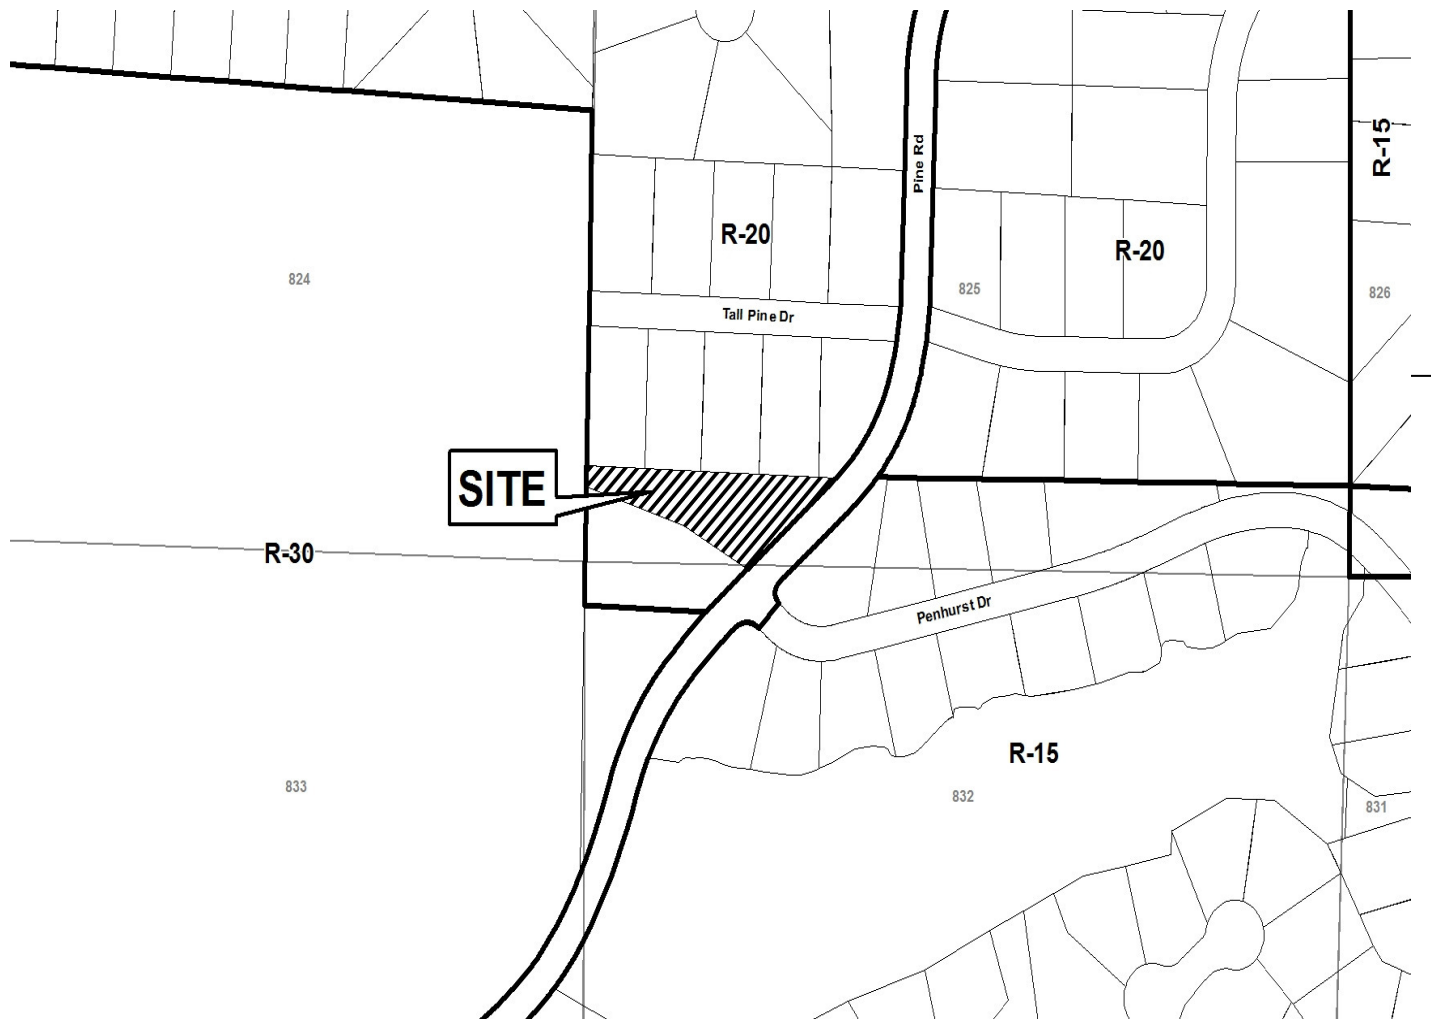 Pine Rd
R-15
R-20
R-20
824
825
826
Tall Pine Dr
SITE
R-30
Penhurst Dr
R-15
833
832
831